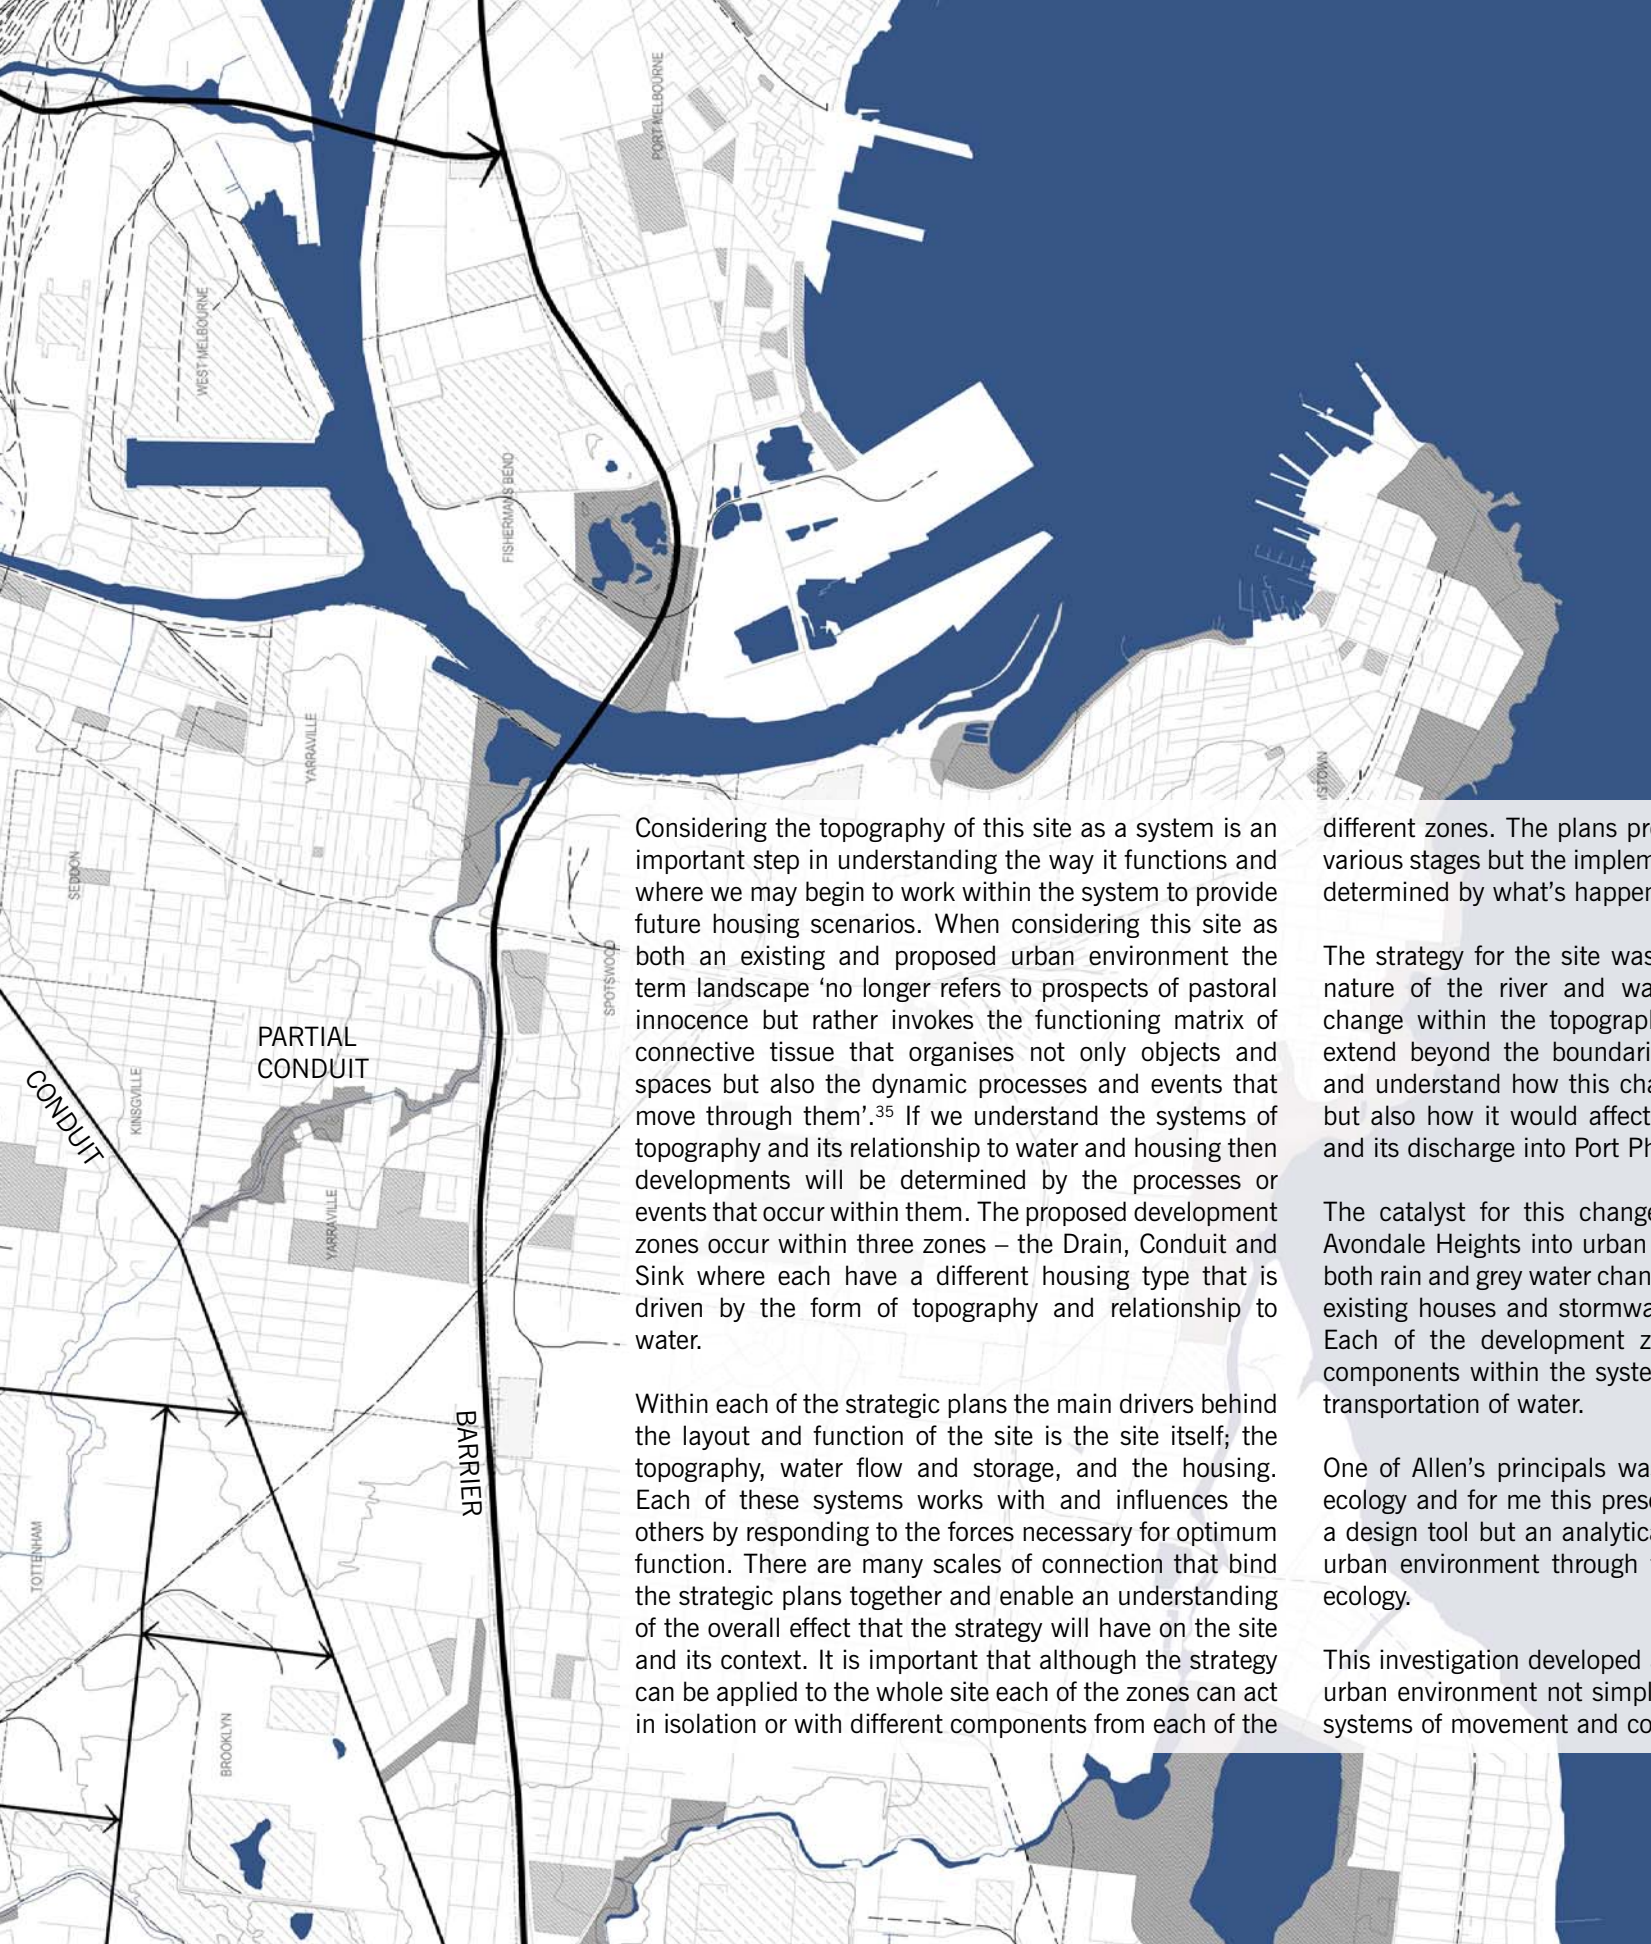 PORT MELBOURNE
WEST MELBOURNE
FISHERMANS BEND
YARRAVILLE
SEDDON
SPOTSWOOD
PARTIAL
CONDUIT
CONDUIT
KINSGVILLE
YARRAVILLE
BARRIER
TOTTENHAM
BROOKLYN
Considering the topography of this site as a system is an
important step in understanding the way it functions and
where we may begin to work within the system to provide
future housing scenarios. When considering this site as
both an existing and proposed urban environment the
term landscape ‘no longer refers to prospects of pastoral
innocence but rather invokes the functioning matrix of
connective tissue that organises not only objects and
spaces but also the dynamic processes and events that
move through them’.35 If we understand the systems of
topography and its relationship to water and housing then
developments will be determined by the processes or
events that occur within them. The proposed development
zones occur within three zones – the Drain, Conduit and
Sink where each have a different housing type that is
driven by the form of topography and relationship to
water.
Within each of the strategic plans the main drivers behind
the layout and function of the site is the site itself; the
topography, water flow and storage, and the housing.
Each of these systems works with and influences the
others by responding to the forces necessary for optimum
function. There are many scales of connection that bind
the strategic plans together and enable an understanding
of the overall effect that the strategy will have on the site
and its context. It is important that although the strategy
can be applied to the whole site each of the zones can act
in isolation or with different components from each of the
different zones. The plans
various stages but the
determined by what's
The strategy for the site was
nature of the river and
change within the
extend beyond the
and understand how this
but also how it would affect
and its discharge into Port
The catalyst for this
Avondale Heights into urban
both rain and grey water
existing houses and
Each of the development
components within the
transportation of water.
One of Allen's principals
ecology and for me this
a design tool but an
urban environment through
ecology.
This investigation developed
urban environment not
systems of movement and